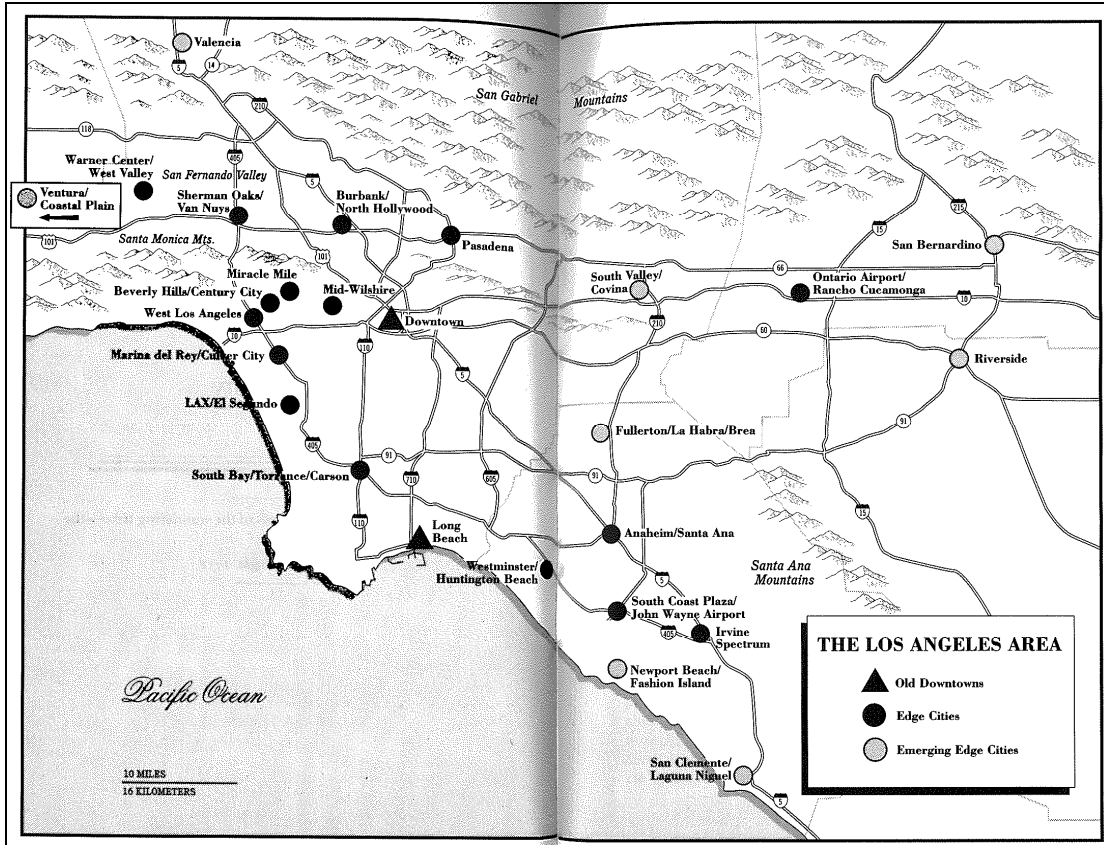 Valencia
5
14
San Gabriel
Mountains
210
118
405
Warner Center/
West Valley
San Fernando Valley
5
Ventura/
Coastal Plain
Sherman Oaks/
Van Nuys
Burbank/
North Hollywood
15
215
101
Santa Monica Mts.
101
Pasadena
San Bernardino
66
Miracle Mile
Beverly Hills/Century City
Mid-Wilshire
South Valley/
Covina
Ontario Airport/
Rancho Cucamonga
10
West Los Angeles
Downtown
210
10
110
60
Marina del Rey/Culver City
5
Riverside
LAX/El Segundo
91
Fullerton/La Habra/Brea
405
91
South Bay/Torrance/Carson
710
605
91
110
15
Long
Beach
Anaheim/Santa Ana
Westminster/
Huntington Beach
5
Santa Ana
Mountains
South Coast Plaza/
John Wayne Airport
405
Irvine
Spectrum
THE LOS ANGELES AREA
Newport Beach/
Fashion Island
Old Downtowns
Pacific Ocean
Edge Cities
Emerging Edge Cities
San Clemente/
Laguna Niguel
10 MILES
16 KILOMETERS
5